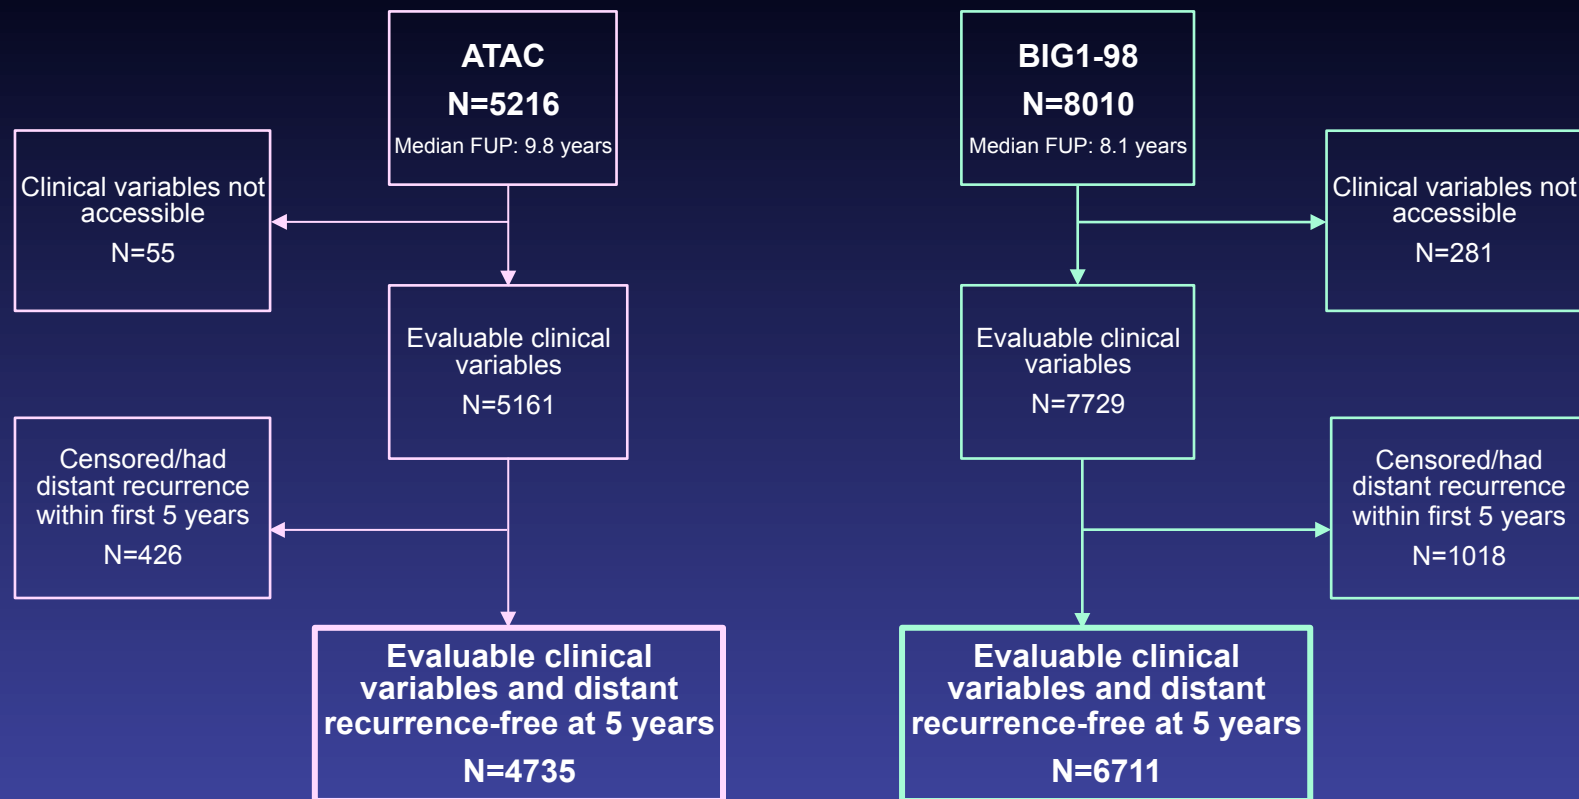 ATAC
N=5216
Median FUP: 9.8 years
Clinical variables not
accessible
N=55
Evaluable clinical
variables
N=5161
Censored/had
distant recurrence
within first 5 years
N=426
Evaluable clinical
variables and distant
recurrence-free at 5 years
N=4735
BIG1-98
N=8010
Median FUP: 8.1 years
Clinical variables not
accessible
N=281
Evaluable clinical
variables
N=7729
Censored/had
distant recurrence
within first 5 years
N=1018
Evaluable clinical
variables and distant
recurrence-free at 5 years
N=6711